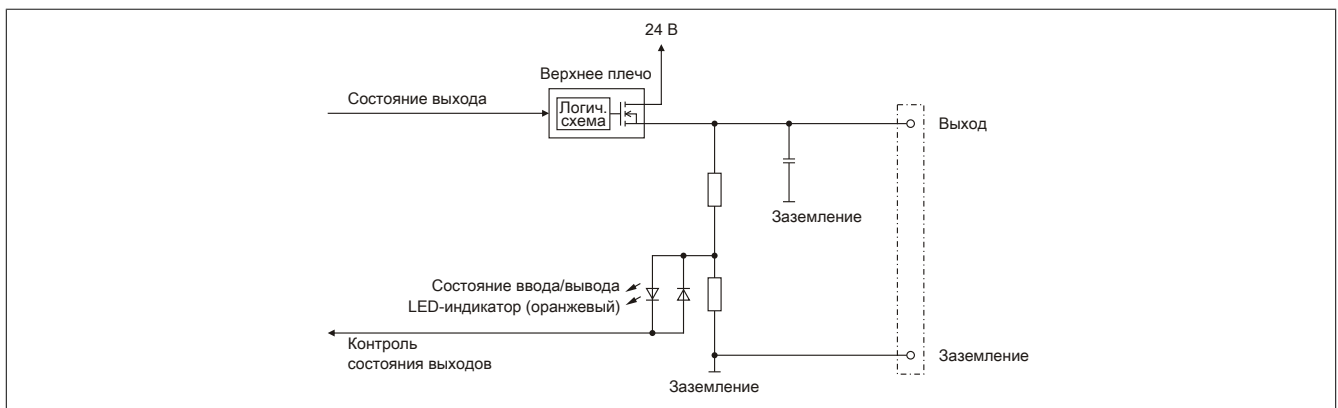 24 В
Верхнее плечо
Состояние выхода
Логич.
схема
Выход
Заземление
Состояние ввода/вывода
LED-индикатор (оранжевый)
Контроль
состояния выходов
Заземление
Заземление